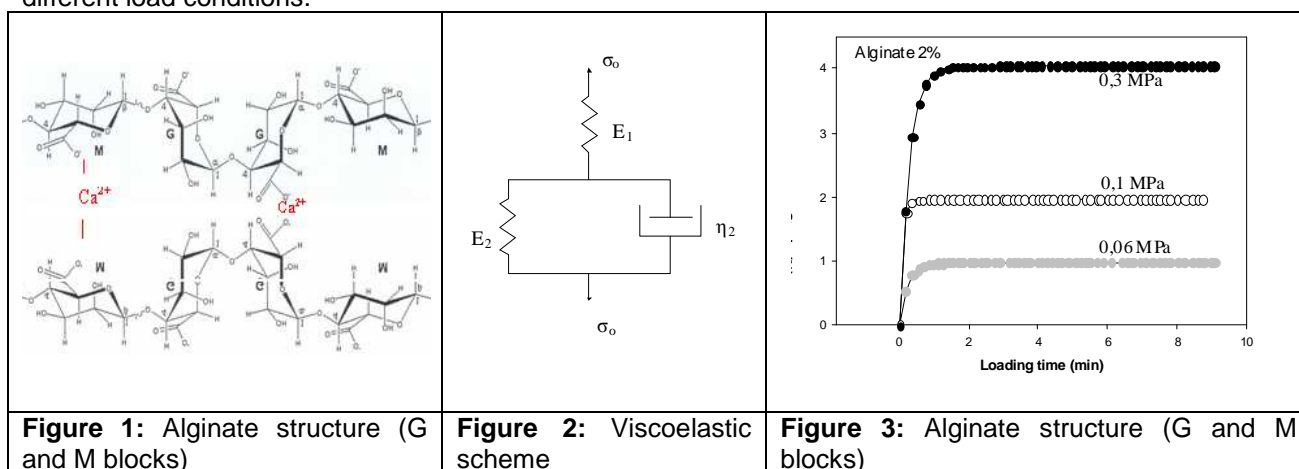 different load conditions.
Ca²⁺
Ca²⁺
M
G
G
M
M
G
G
M
σₒ
E₁
E₂
η₂
σₒ
Alginate 2%
4
3
2
1
0
0,3 MPa
0,1 MPa
0,06 MPa
0 2 4 6 8 10
Loading time (min)
Figure 1: Alginate structure (G
and M blocks)
Figure 2: Viscoelastic
scheme
Figure 3: Alginate structure (G and M
blocks)